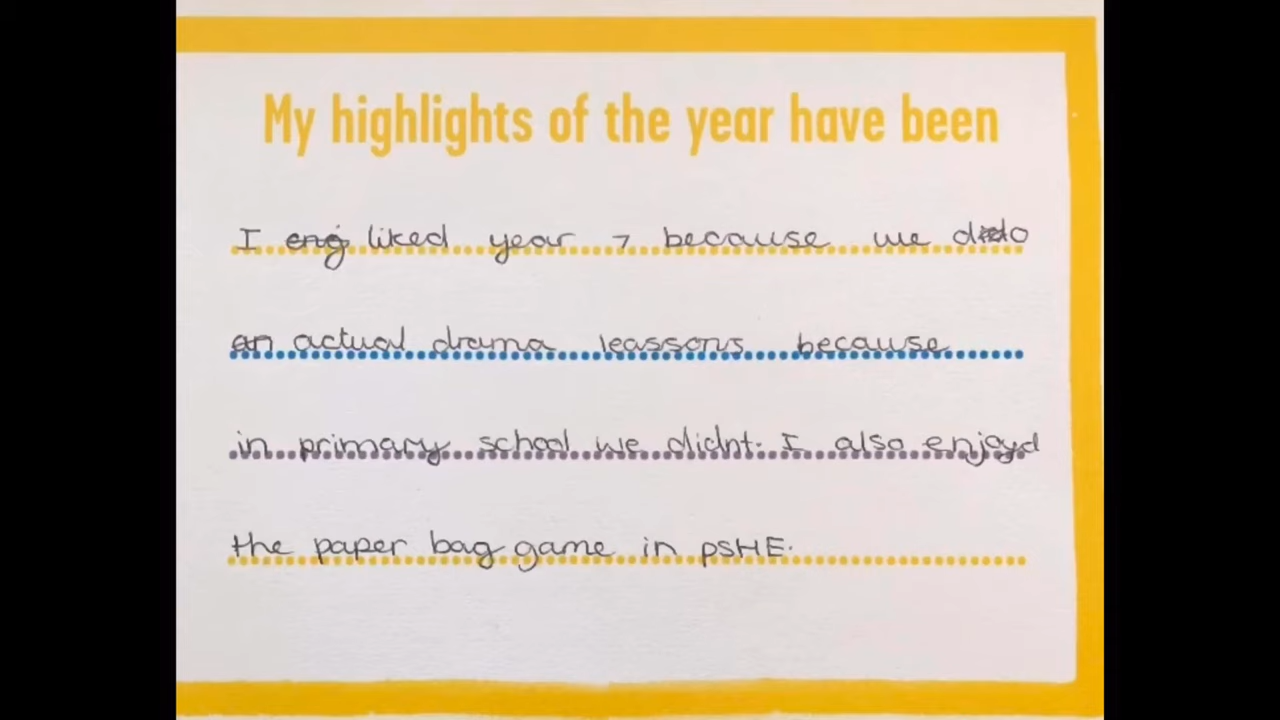 My highlights of the year have been
I eng liked year 7 because we do
an actual drama leassons because
in primary school we didnt. I also enjoyd
the paper bag game in PSHE.